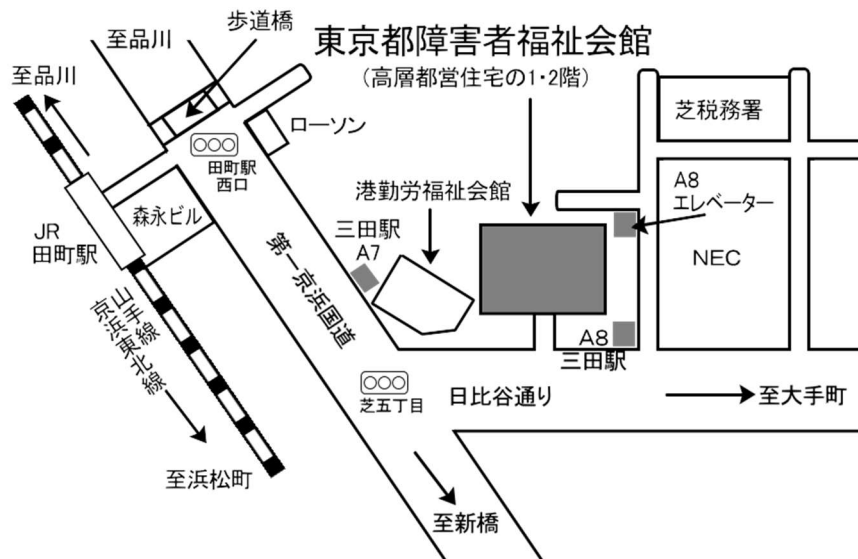 至品川
歩道橋
東京都障害者福祉会館
(高層都営住宅の1・2階)
至品川
ローソン
芝税務署
田町駅
西口
A8
エレベーター
港勤労福祉会館
森永ビル
三田駅
A7
JR
田町駅
NEC
第一京浜国道
山手線
京浜東北線
A8
三田駅
芝五丁目
日比谷通り
至大手町
至浜松町
至新橋